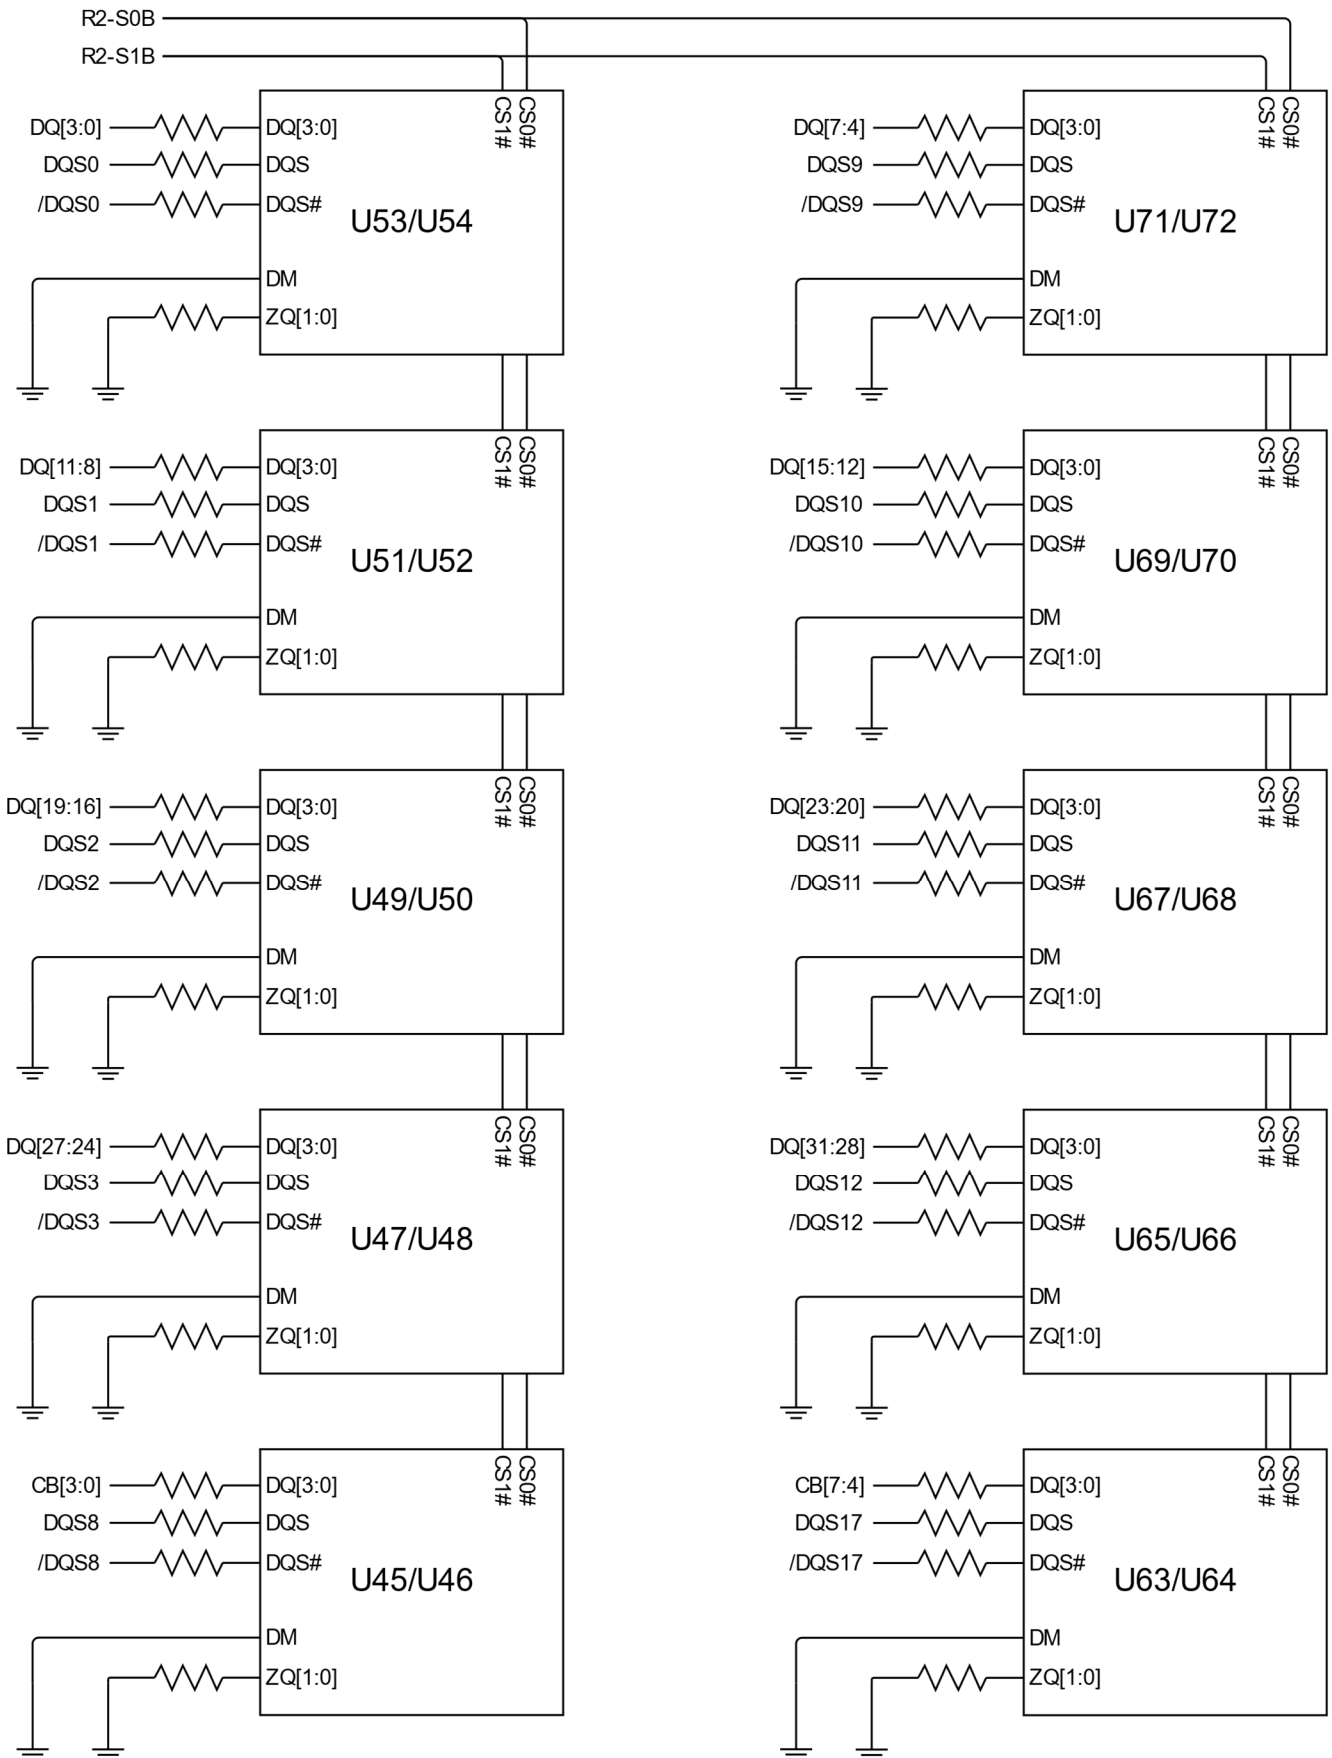 R2-S0B
R2-S1B
CS1# CS0#
DQ[3:0] DQ[3:0]
DQS0 DQS
/DQS0 DQS#
U53/U54
DM
ZQ[1:0]
CS1# CS0#
DQ[7:4] DQ[3:0]
DQS9 DQS
/DQS9 DQS#
U71/U72
DM
ZQ[1:0]
CS1# CS0#
DQ[11:8] DQ[3:0]
DQS1 DQS
/DQS1 DQS#
U51/U52
DM
ZQ[1:0]
CS1# CS0#
DQ[15:12] DQ[3:0]
DQS10 DQS
/DQS10 DQS#
U69/U70
DM
ZQ[1:0]
CS1# CS0#
DQ[19:16] DQ[3:0]
DQS2 DQS
/DQS2 DQS#
U49/U50
DM
ZQ[1:0]
CS1# CS0#
DQ[23:20] DQ[3:0]
DQS11 DQS
/DQS11 DQS#
U67/U68
DM
ZQ[1:0]
CS1# CS0#
DQ[27:24] DQ[3:0]
DQS3 DQS
/DQS3 DQS#
U47/U48
DM
ZQ[1:0]
CS1# CS0#
DQ[31:28] DQ[3:0]
DQS12 DQS
/DQS12 DQS#
U65/U66
DM
ZQ[1:0]
CS1# CS0#
CB[3:0] DQ[3:0]
DQS8 DQS
/DQS8 DQS#
U45/U46
DM
ZQ[1:0]
CS1# CS0#
CB[7:4] DQ[3:0]
DQS17 DQS
/DQS17 DQS#
U63/U64
DM
ZQ[1:0]